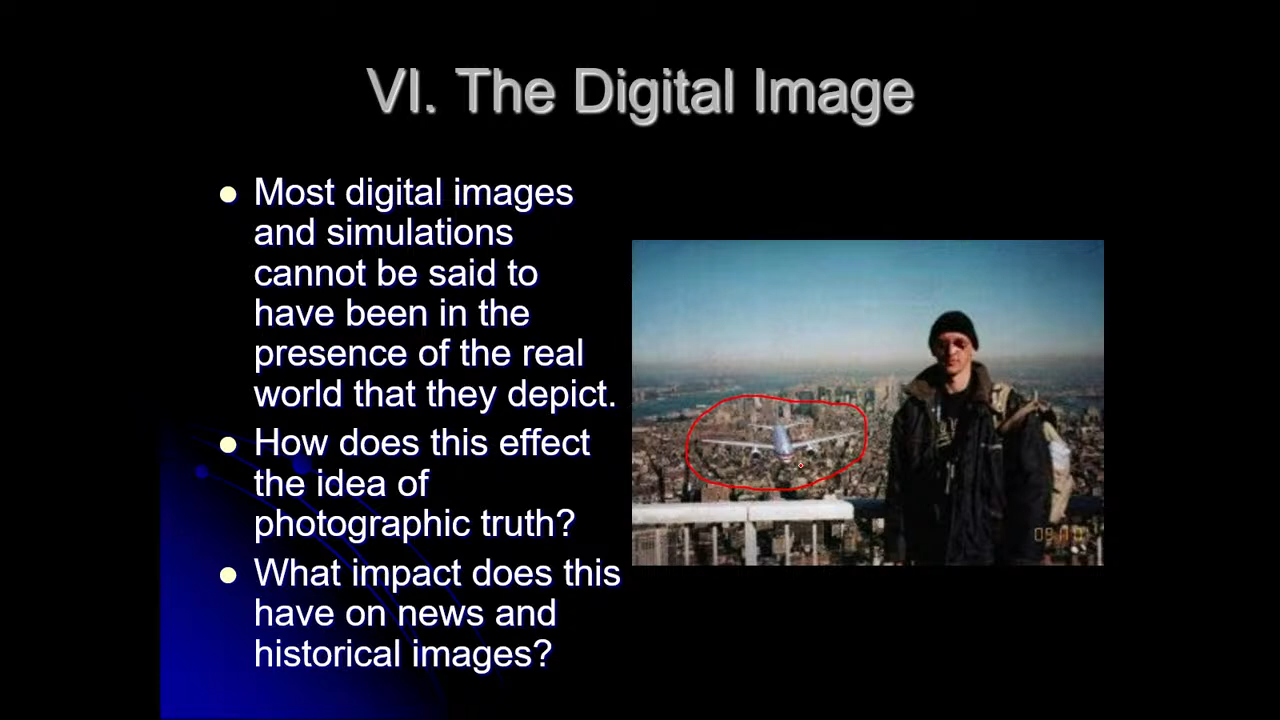 VI. The Digital Image
Most digital images
and simulations
cannot be said to
have been in the
presence of the real
world that they depict.
How does this effect
the idea of
photographic truth?
What impact does this
have on news and
historical images?